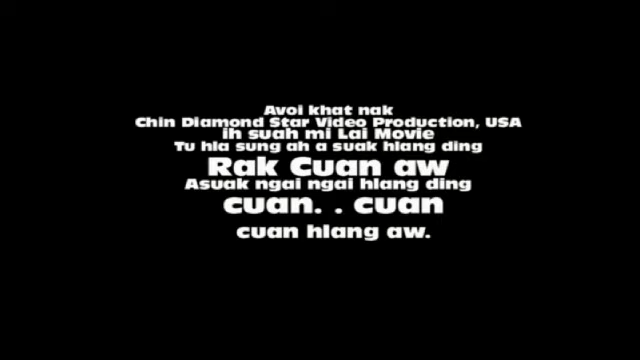 Avoi khat nak
Chin Diamond Star Video Production, USA
ih suah mi Lai Movie
Tu hla sung ah a suak hlang ding
Rak Cuan aw
Asuak ngai ngai hlang ding
cuan. . cuan
cuan hlang aw.